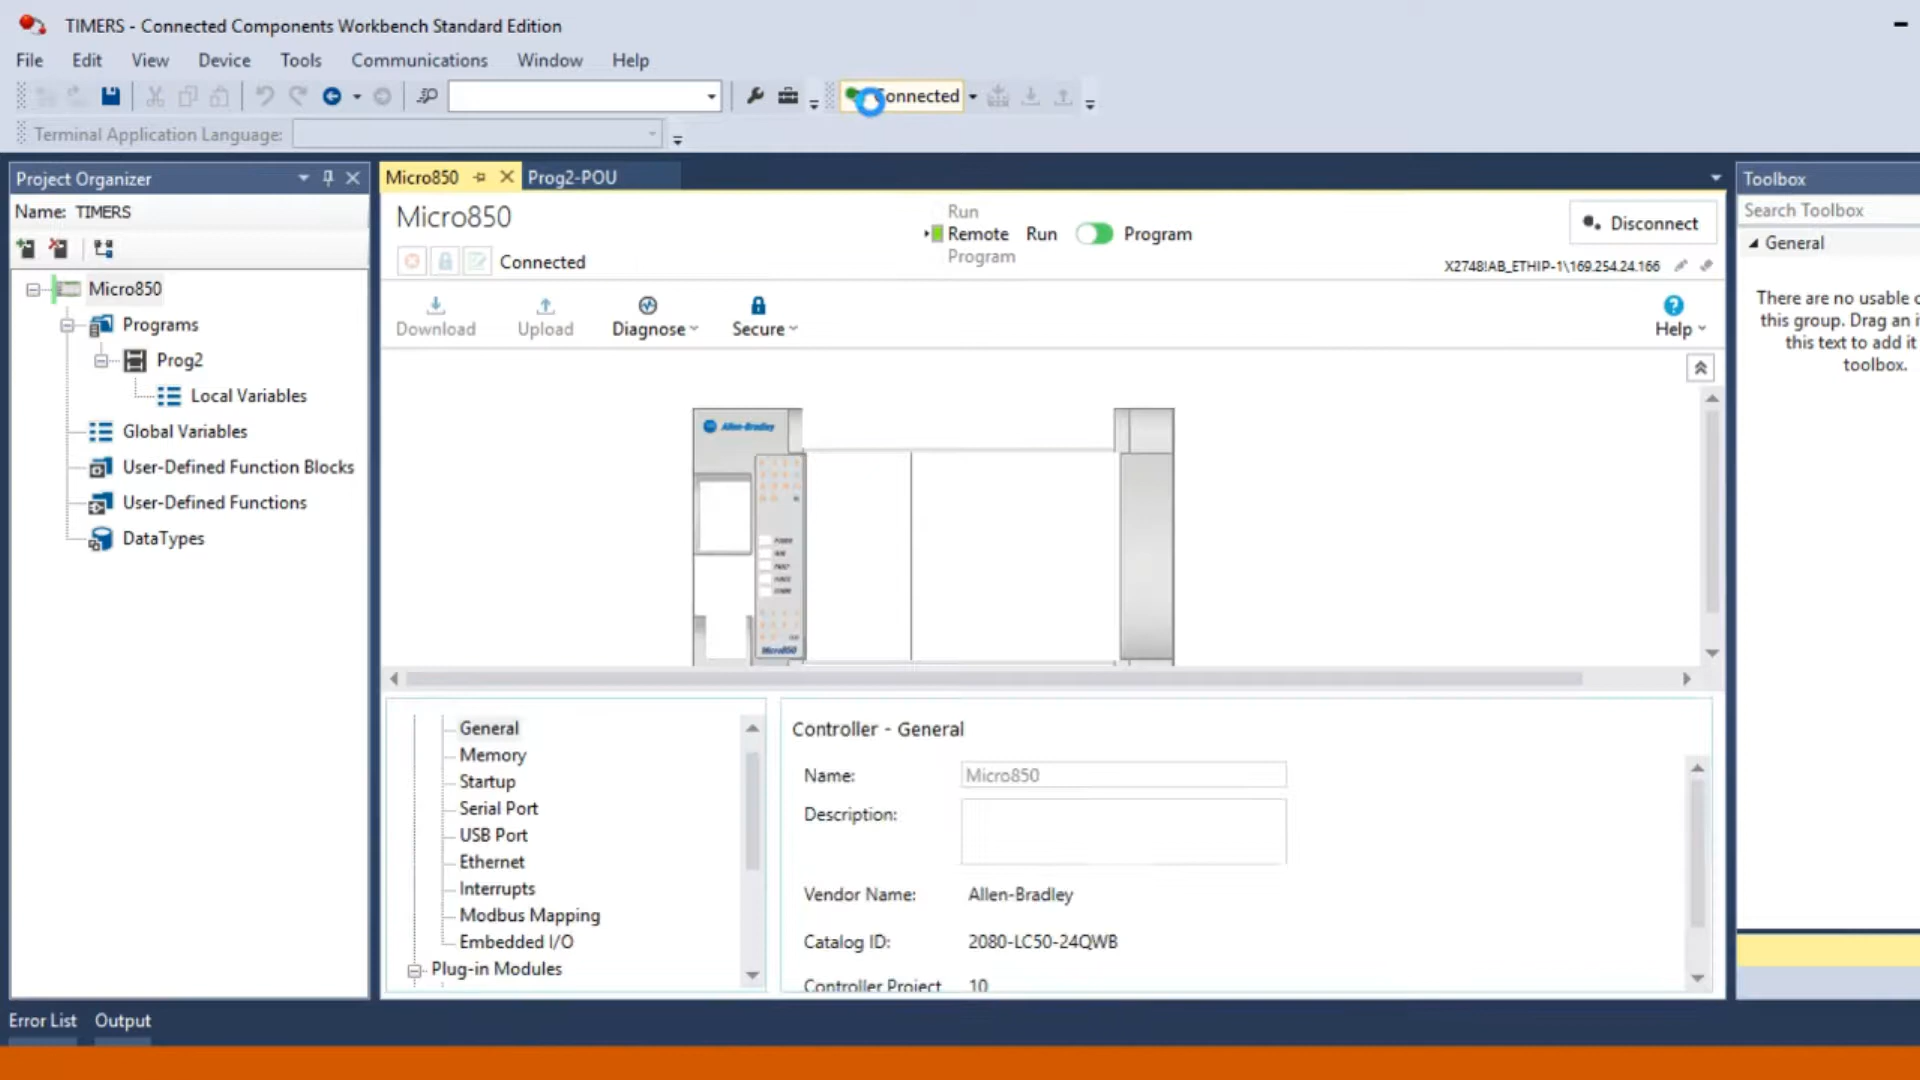 TIMERS - Connected Components Workbench Standard Edition
File Edit View Device Tools Communications Window Help
Connected
Terminal Application Language:
Project Organizer
Name: TIMERS
Micro850
Programs
Prog2
Local Variables
Global Variables
User-Defined Function Blocks
User-Defined Functions
DataTypes
Micro850 Prog2-POU
Micro850
Run
Remote Run Program
Program
Disconnect
Connected
X2748!AB_ETHIP-1\169.254.24.166
Download Upload Diagnose Secure Help
Allen-Bradley
Micro850
General
Memory
Startup
Serial Port
USB Port
Ethernet
Interrupts
Modbus Mapping
Embedded I/O
Plug-in Modules
Controller - General
Name: Micro850
Description:
Vendor Name: Allen-Bradley
Catalog ID: 2080-LC50-24QWB
Controller Project 10
Toolbox
Search Toolbox
General
There are no usable
this group. Drag an
this text to add it
toolbox.
Error List Output